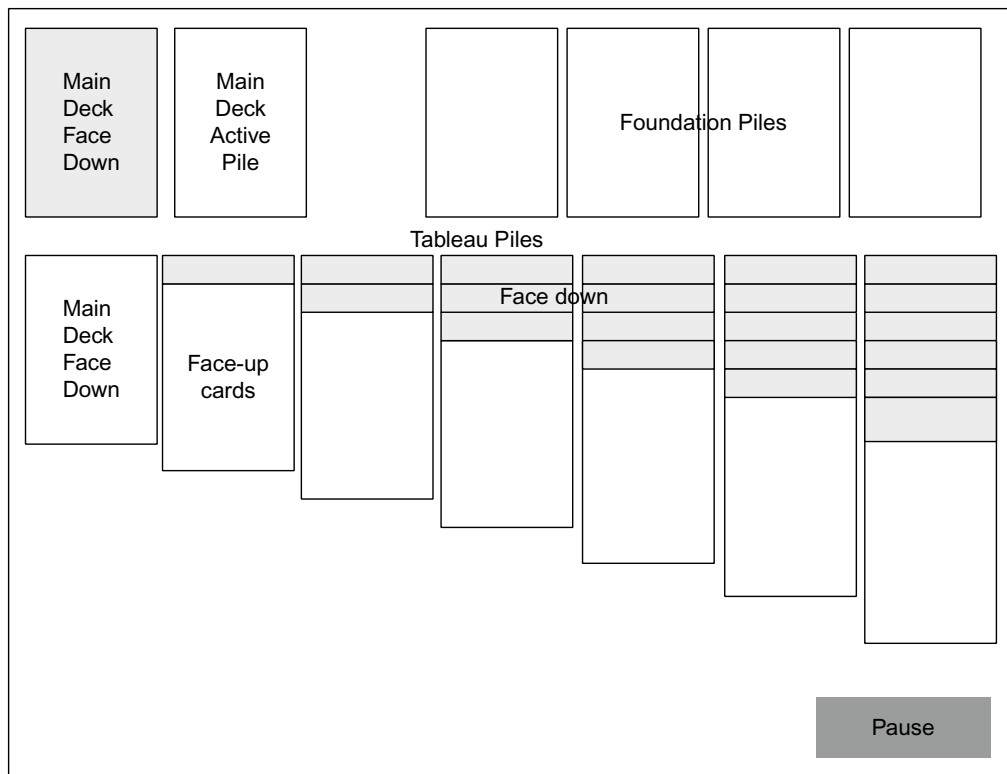 Main
Deck
Face
Down
Main
Deck
Active
Pile
Foundation Piles
Tableau Piles
Main
Deck
Face
Down
Face-up
cards
Face down
Pause